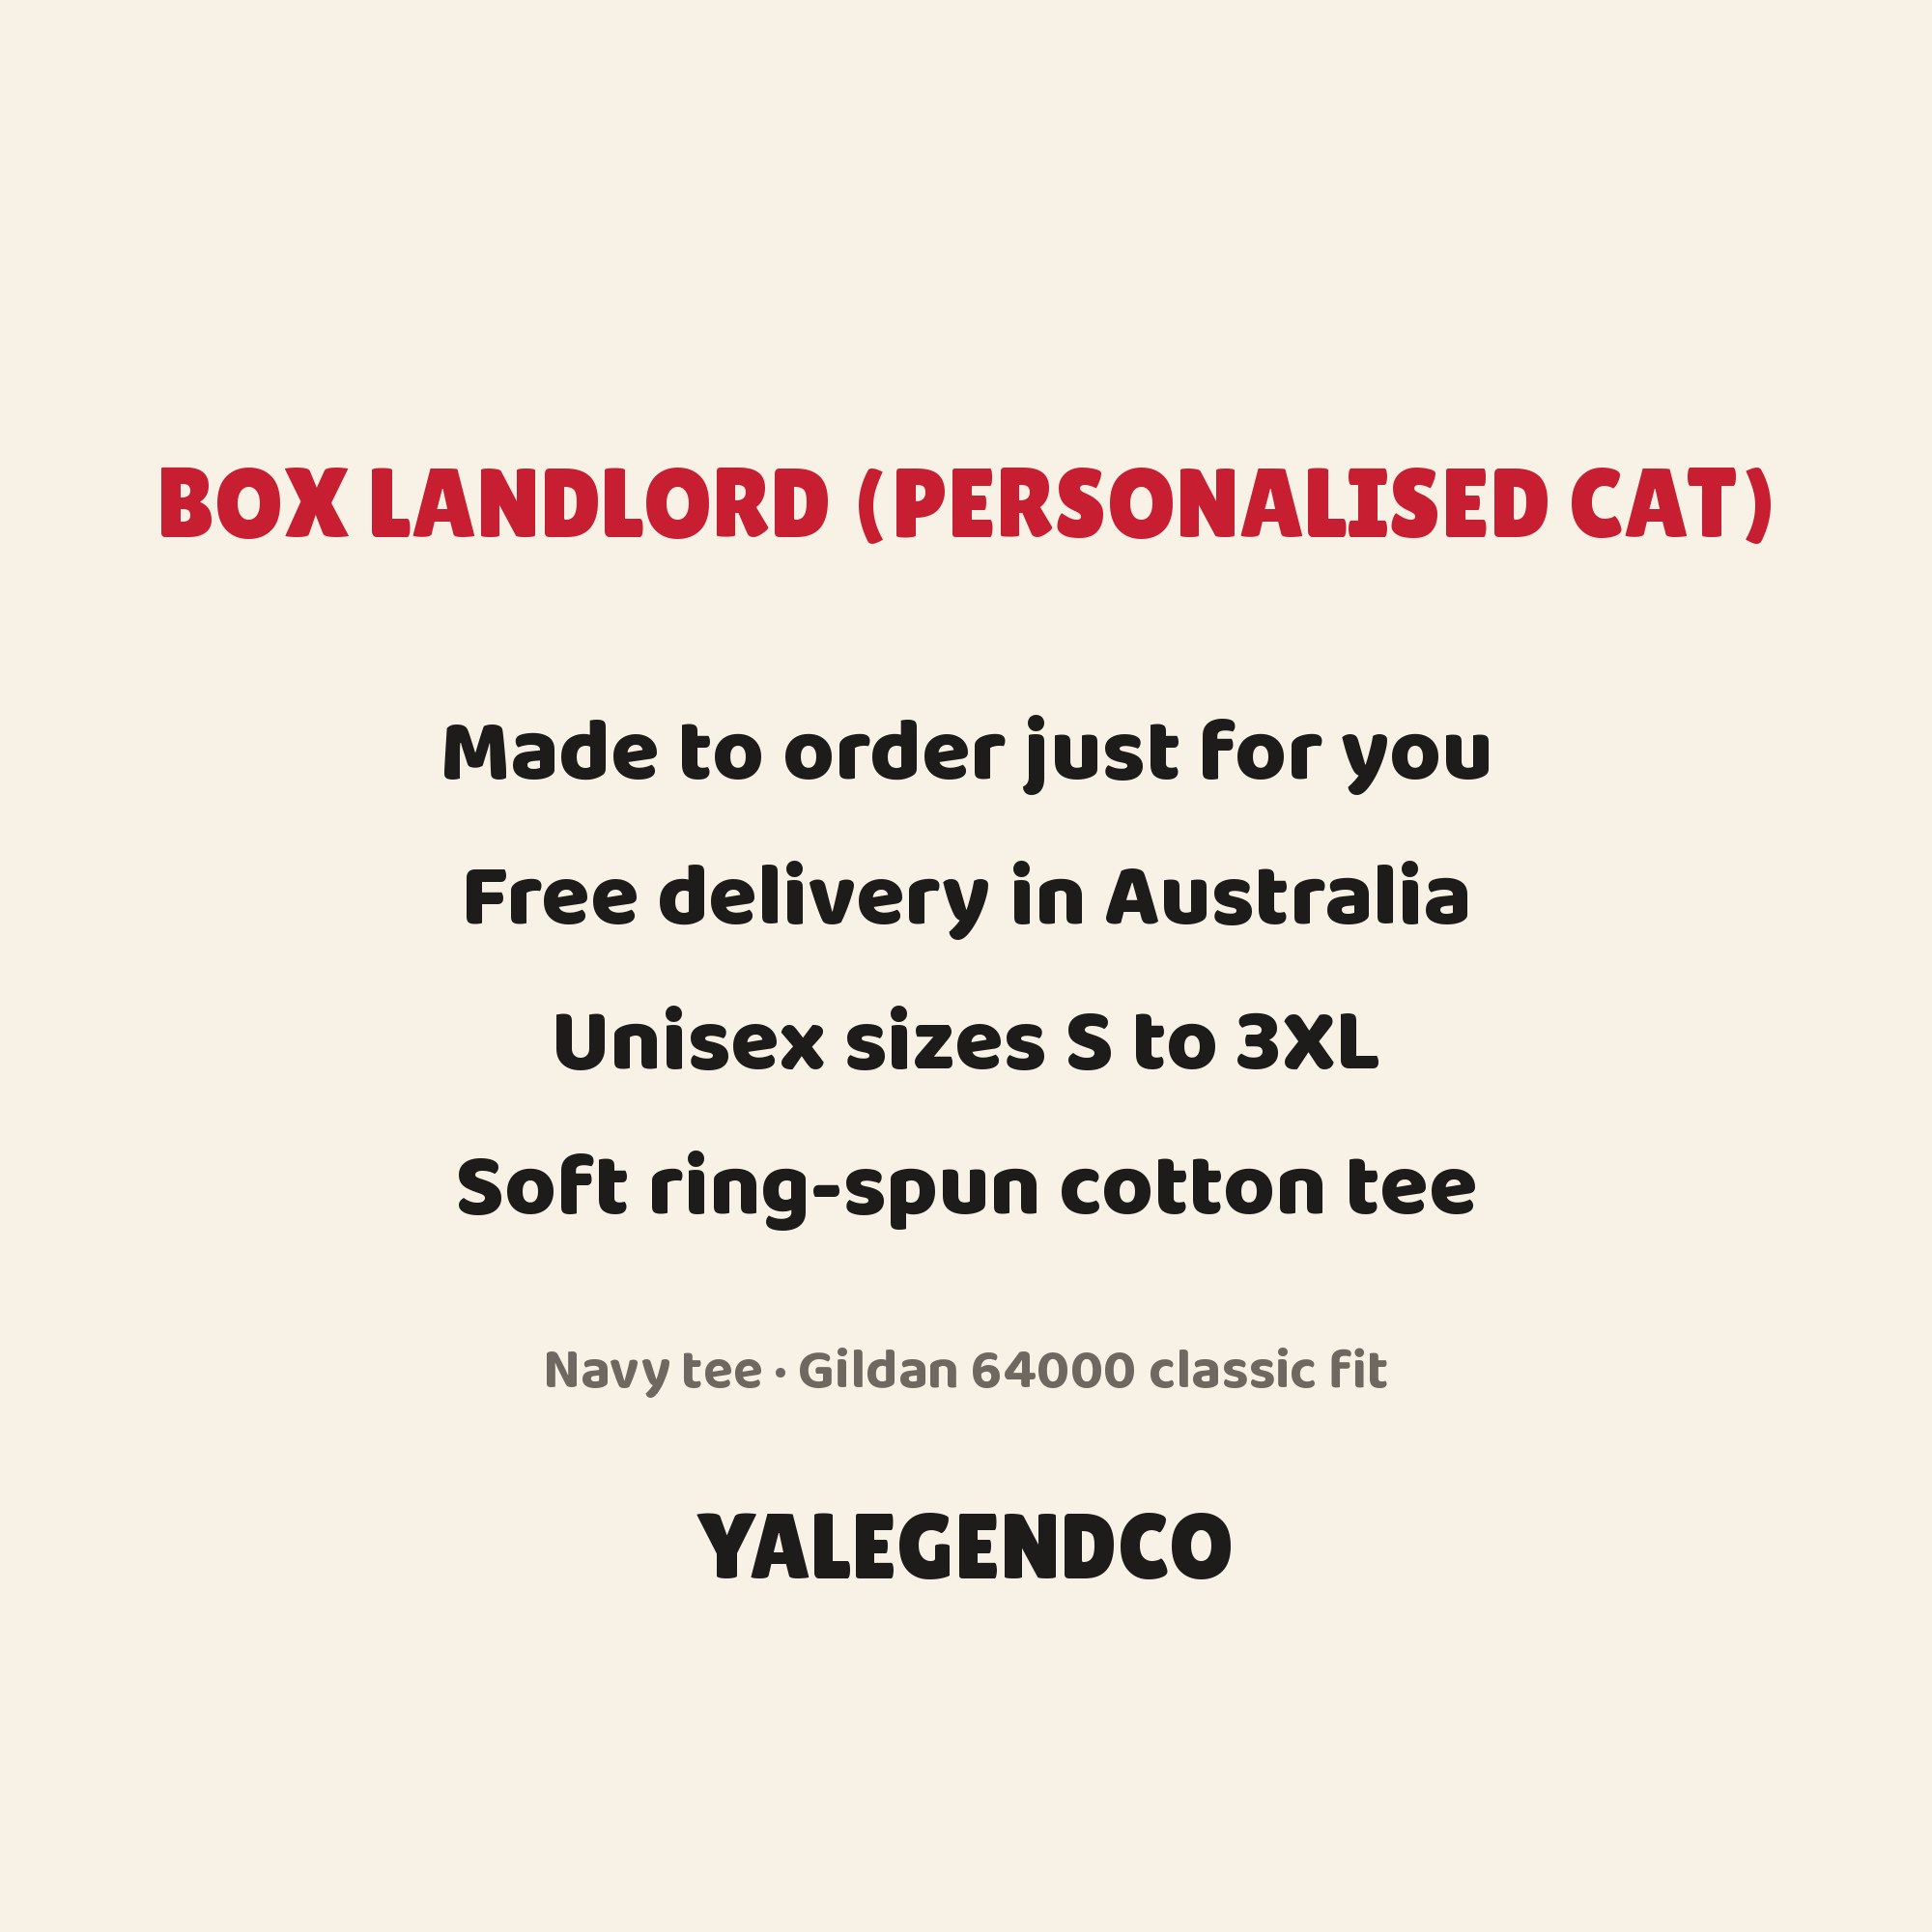 BOX LANDLORD (PERSONALISED CAT)
Made to order just for you
Free delivery in Australia
Unisex sizes S to 3XL
Soft ring-spun cotton tee
Navy tee · Gildan 64000 classic fit
YALEGENDCO